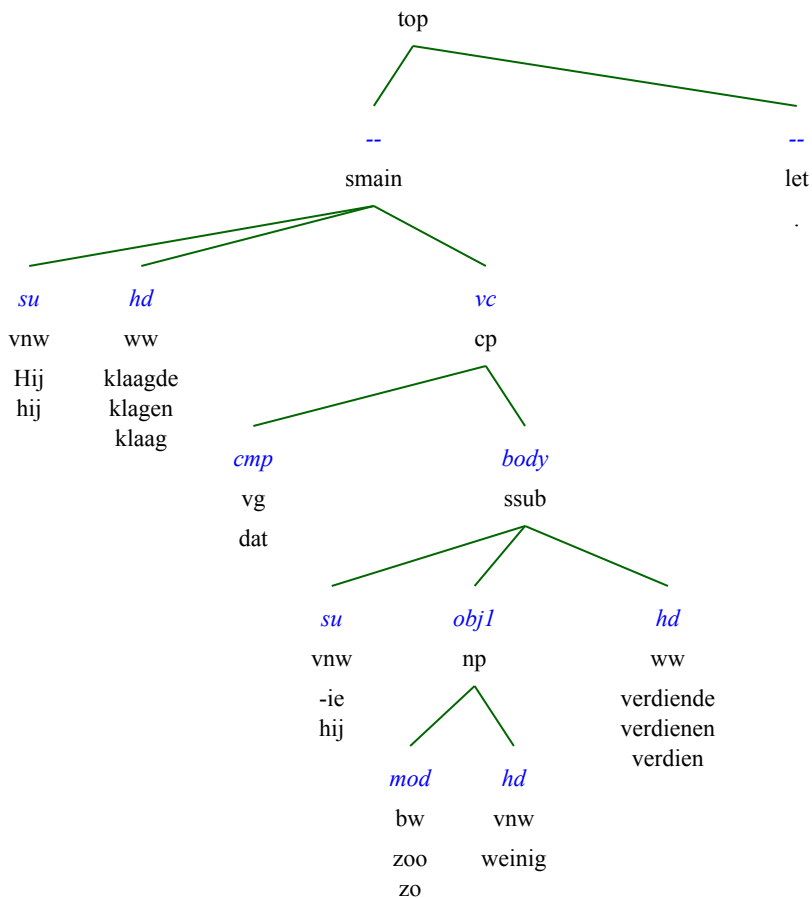 top
-- --
smain let
.
su hd vc
vnw ww cp
Hij klaagde
hij klagen
klaag
cmp body
vg ssub
dat
su obj1 hd
vnw np ww
-ie verdiende
hij verdienen
verdien
mod hd
bw vnw
zoo weinig
zo